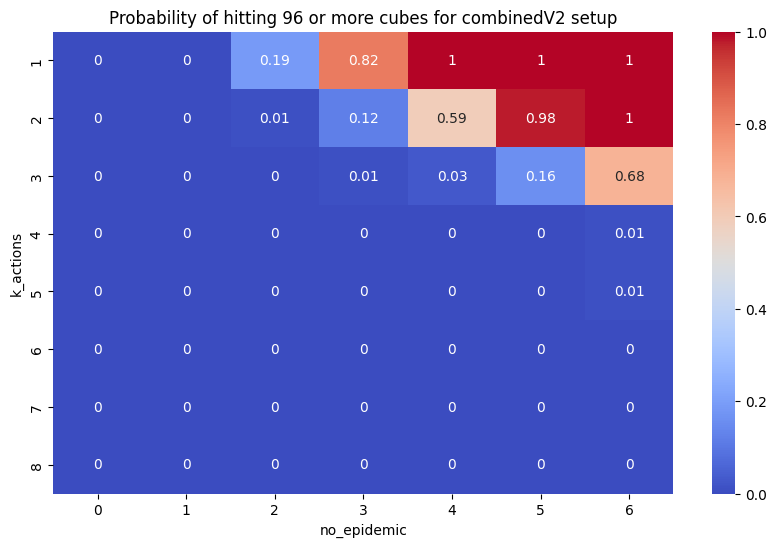 Probability of hitting 96 or more cubes for combinedV2 setup
1 0 0 0.19 0.82 1 1 1
2 0 0 0.01 0.12 0.59 0.98 1
3 0 0 0 0.01 0.03 0.16 0.68
4 0 0 0 0 0 0 0.01
5 0 0 0 0 0 0 0.01
6 0 0 0 0 0 0 0
7 0 0 0 0 0 0 0
8 0 0 0 0 0 0 0
k_actions
0 1 2 3 4 5 6
no_epidemic
1.0
0.8
0.6
0.4
0.2
0.0